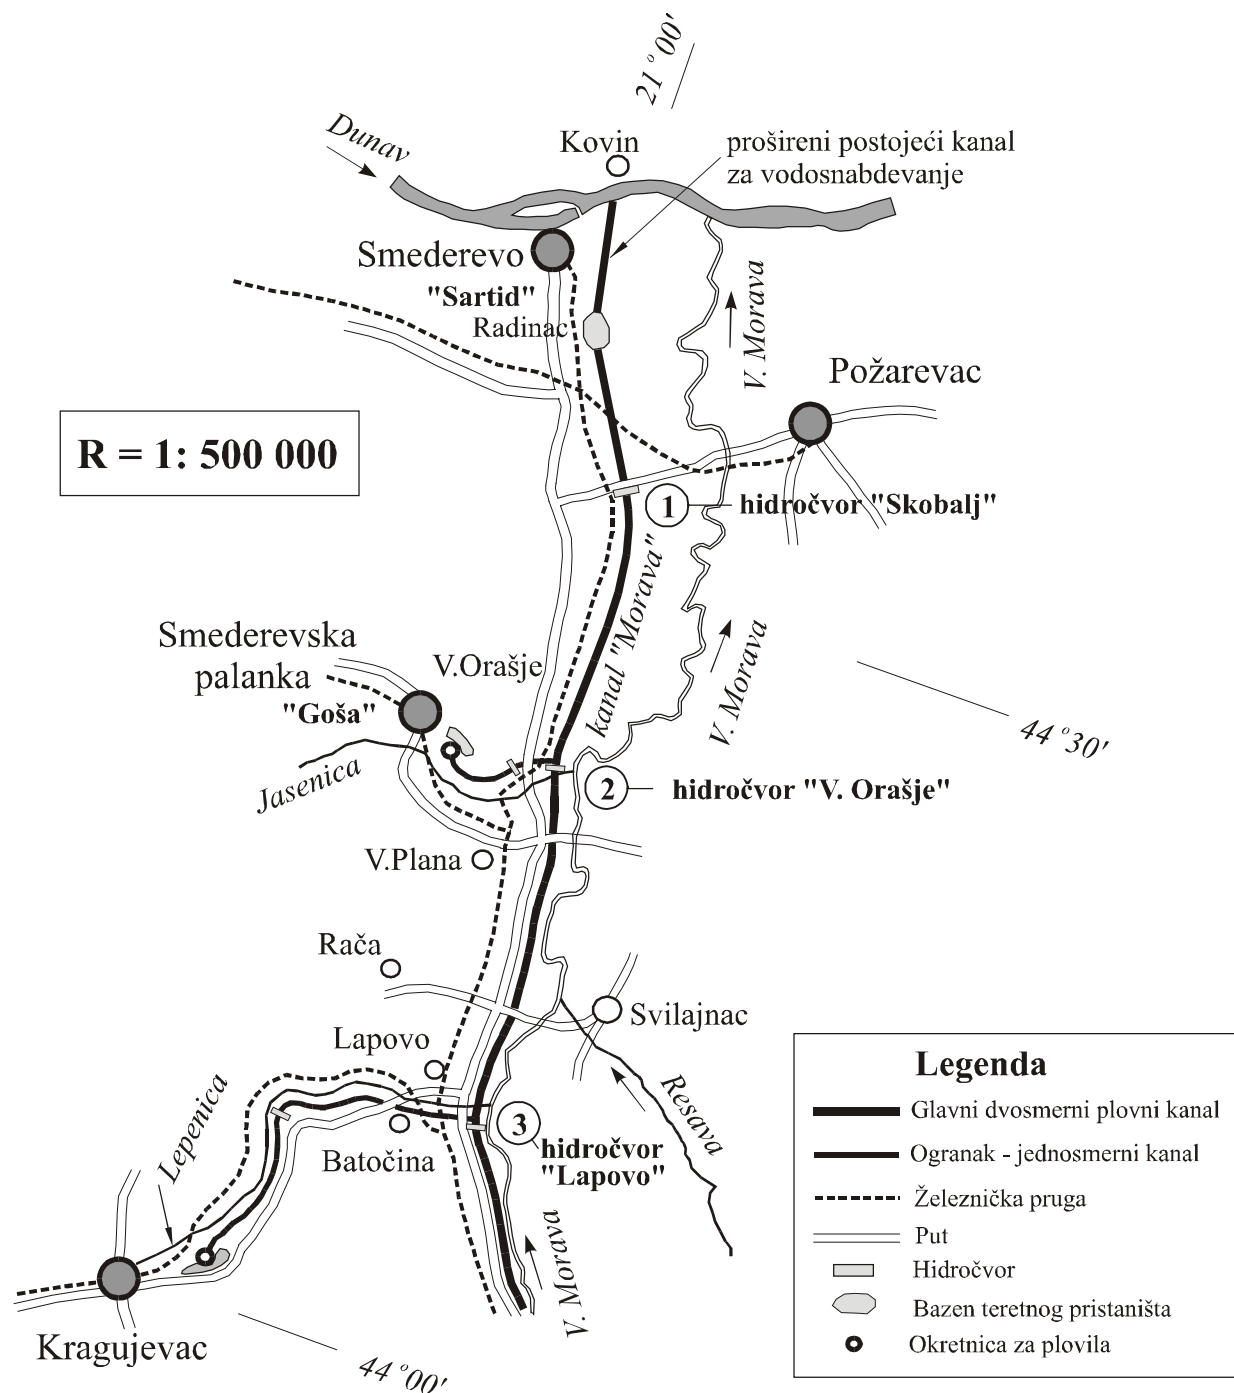 21 °00'
Dunav
Kovin
prošireni postojeći kanal
za vodosnabdevanje
Smederevo
"Sartid"
Radinac
V. Morava
Požarevac
R = 1: 500 000
1
hidročvor "Skobalj"
kanal "Morava"
Smederevska
palanka
"Goša"
V.Orašje
V. Morava
44 °30'
Jasenica
2
hidročvor "V. Orašje"
V.Plana
Rača
Svilajnac
Lapovo
Resava
Lepenica
3
hidročvor
"Lapovo"
Batočina
V. Morava
Kragujevac
44 °00'
Legenda
Glavni dvosmerni plovni kanal
Ogranak - jednosmerni kanal
Železnička pruga
Put
Hidročvor
Bazen teretnog pristaništa
Okretnica za plovila